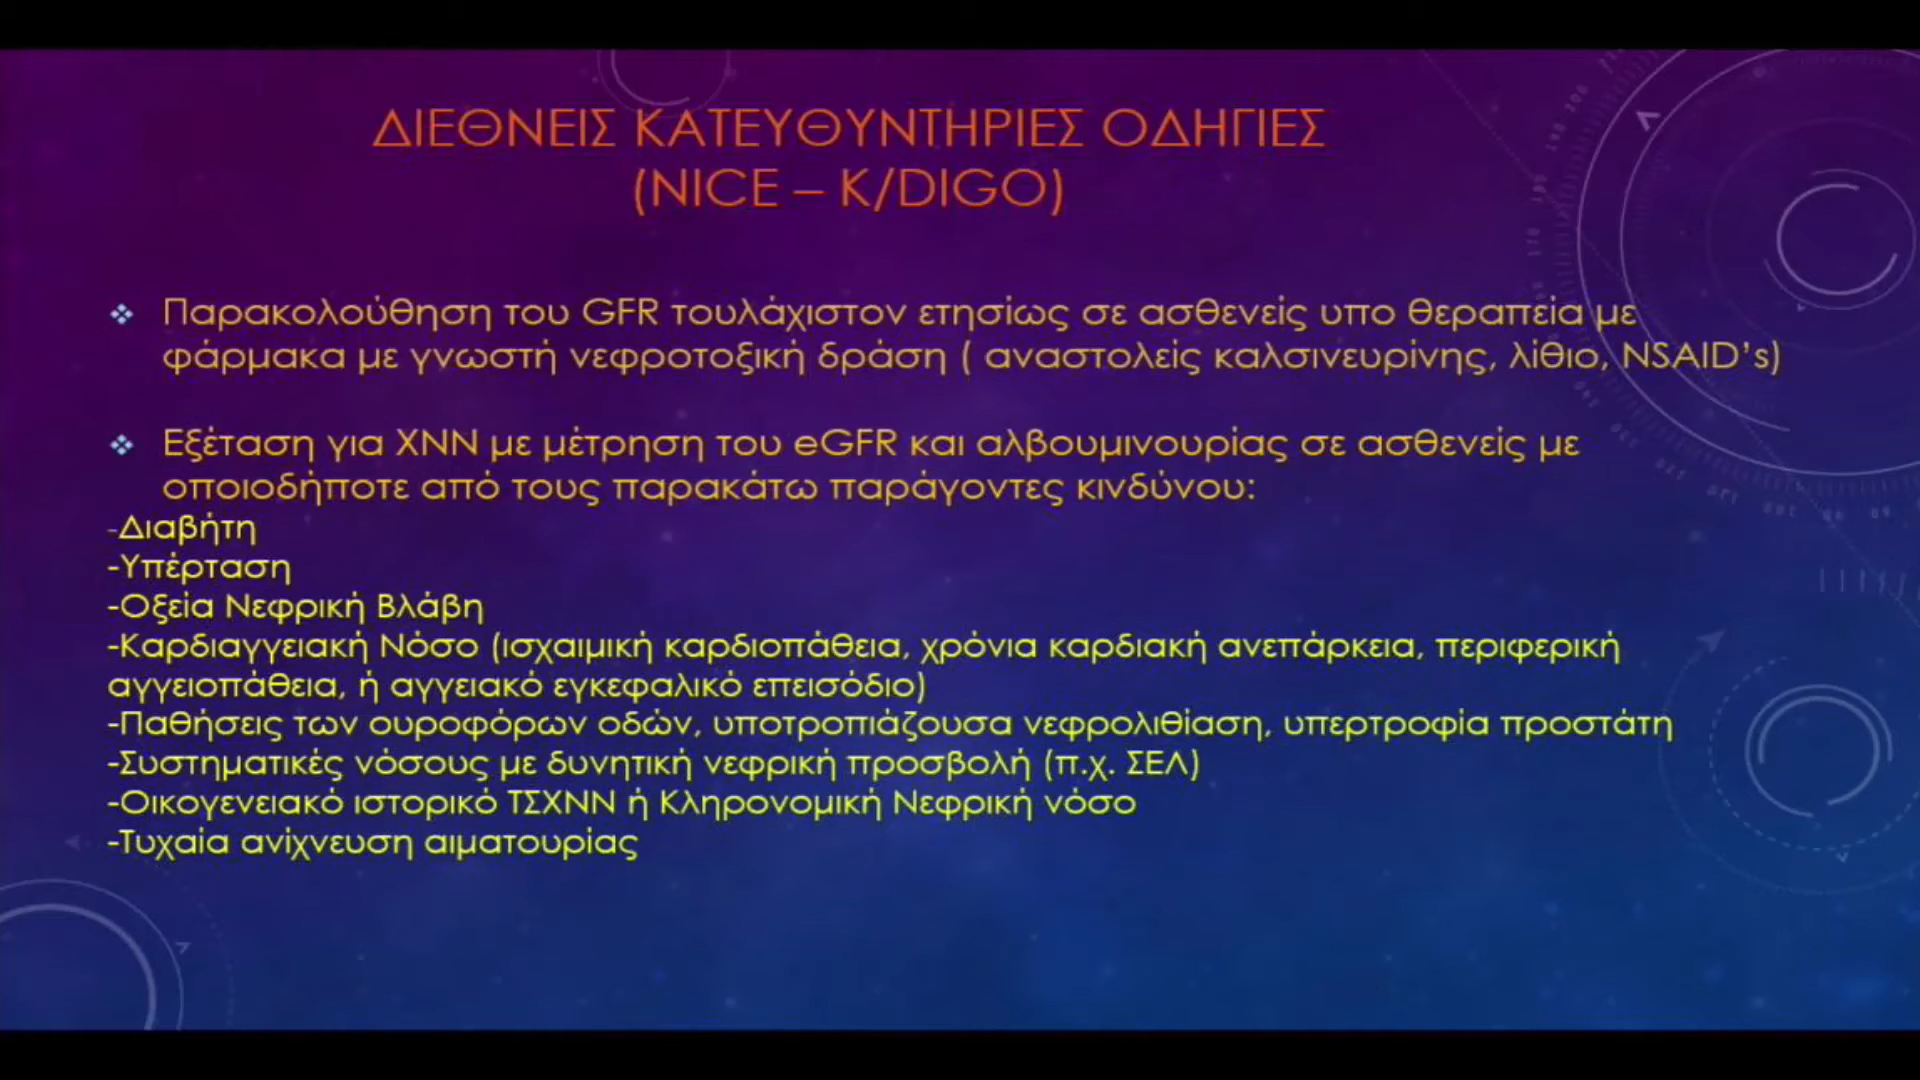 ΔΙΕΘΝΕΙΣ ΚΑΤΕΥΘΥΝΤΗΡΙΕΣ ΟΔΗΓΙΕΣ
(NICE – K/DIGO)
❖ Παρακολούθηση του GFR τουλάχιστον ετησίως σε ασθενείς υπο θεραπεία με
φάρμακα με γνωστή νεφροτοξική δράση ( αναστολείς καλσινευρίνης, λίθιο, NSAID’s)
❖ Εξέταση για ΧΝΝ με μέτρηση του eGFR και αλβουμινουρίας σε ασθενείς με
οποιοδήποτε από τους παρακάτω παράγοντες κινδύνου:
-Διαβήτη
-Υπέρταση
-Οξεία Νεφρική Βλάβη
-Καρδιαγγειακή Νόσο (ισχαιμική καρδιοπάθεια, χρόνια καρδιακή ανεπάρκεια, περιφερική
αγγειοπάθεια, ή αγγειακό εγκεφαλικό επεισόδιο)
-Παθήσεις των ουροφόρων οδών, υποτροπιάζουσα νεφρολιθίαση, υπερτροφία προστάτη
-Συστηματικές νόσους με δυνητική νεφρική προσβολή (π.χ. ΣΕΛ)
-Οικογενειακό ιστορικό ΤΣΧΝΝ ή Κληρονομική Νεφρική νόσο
-Τυχαία ανίχνευση αιματουρίας